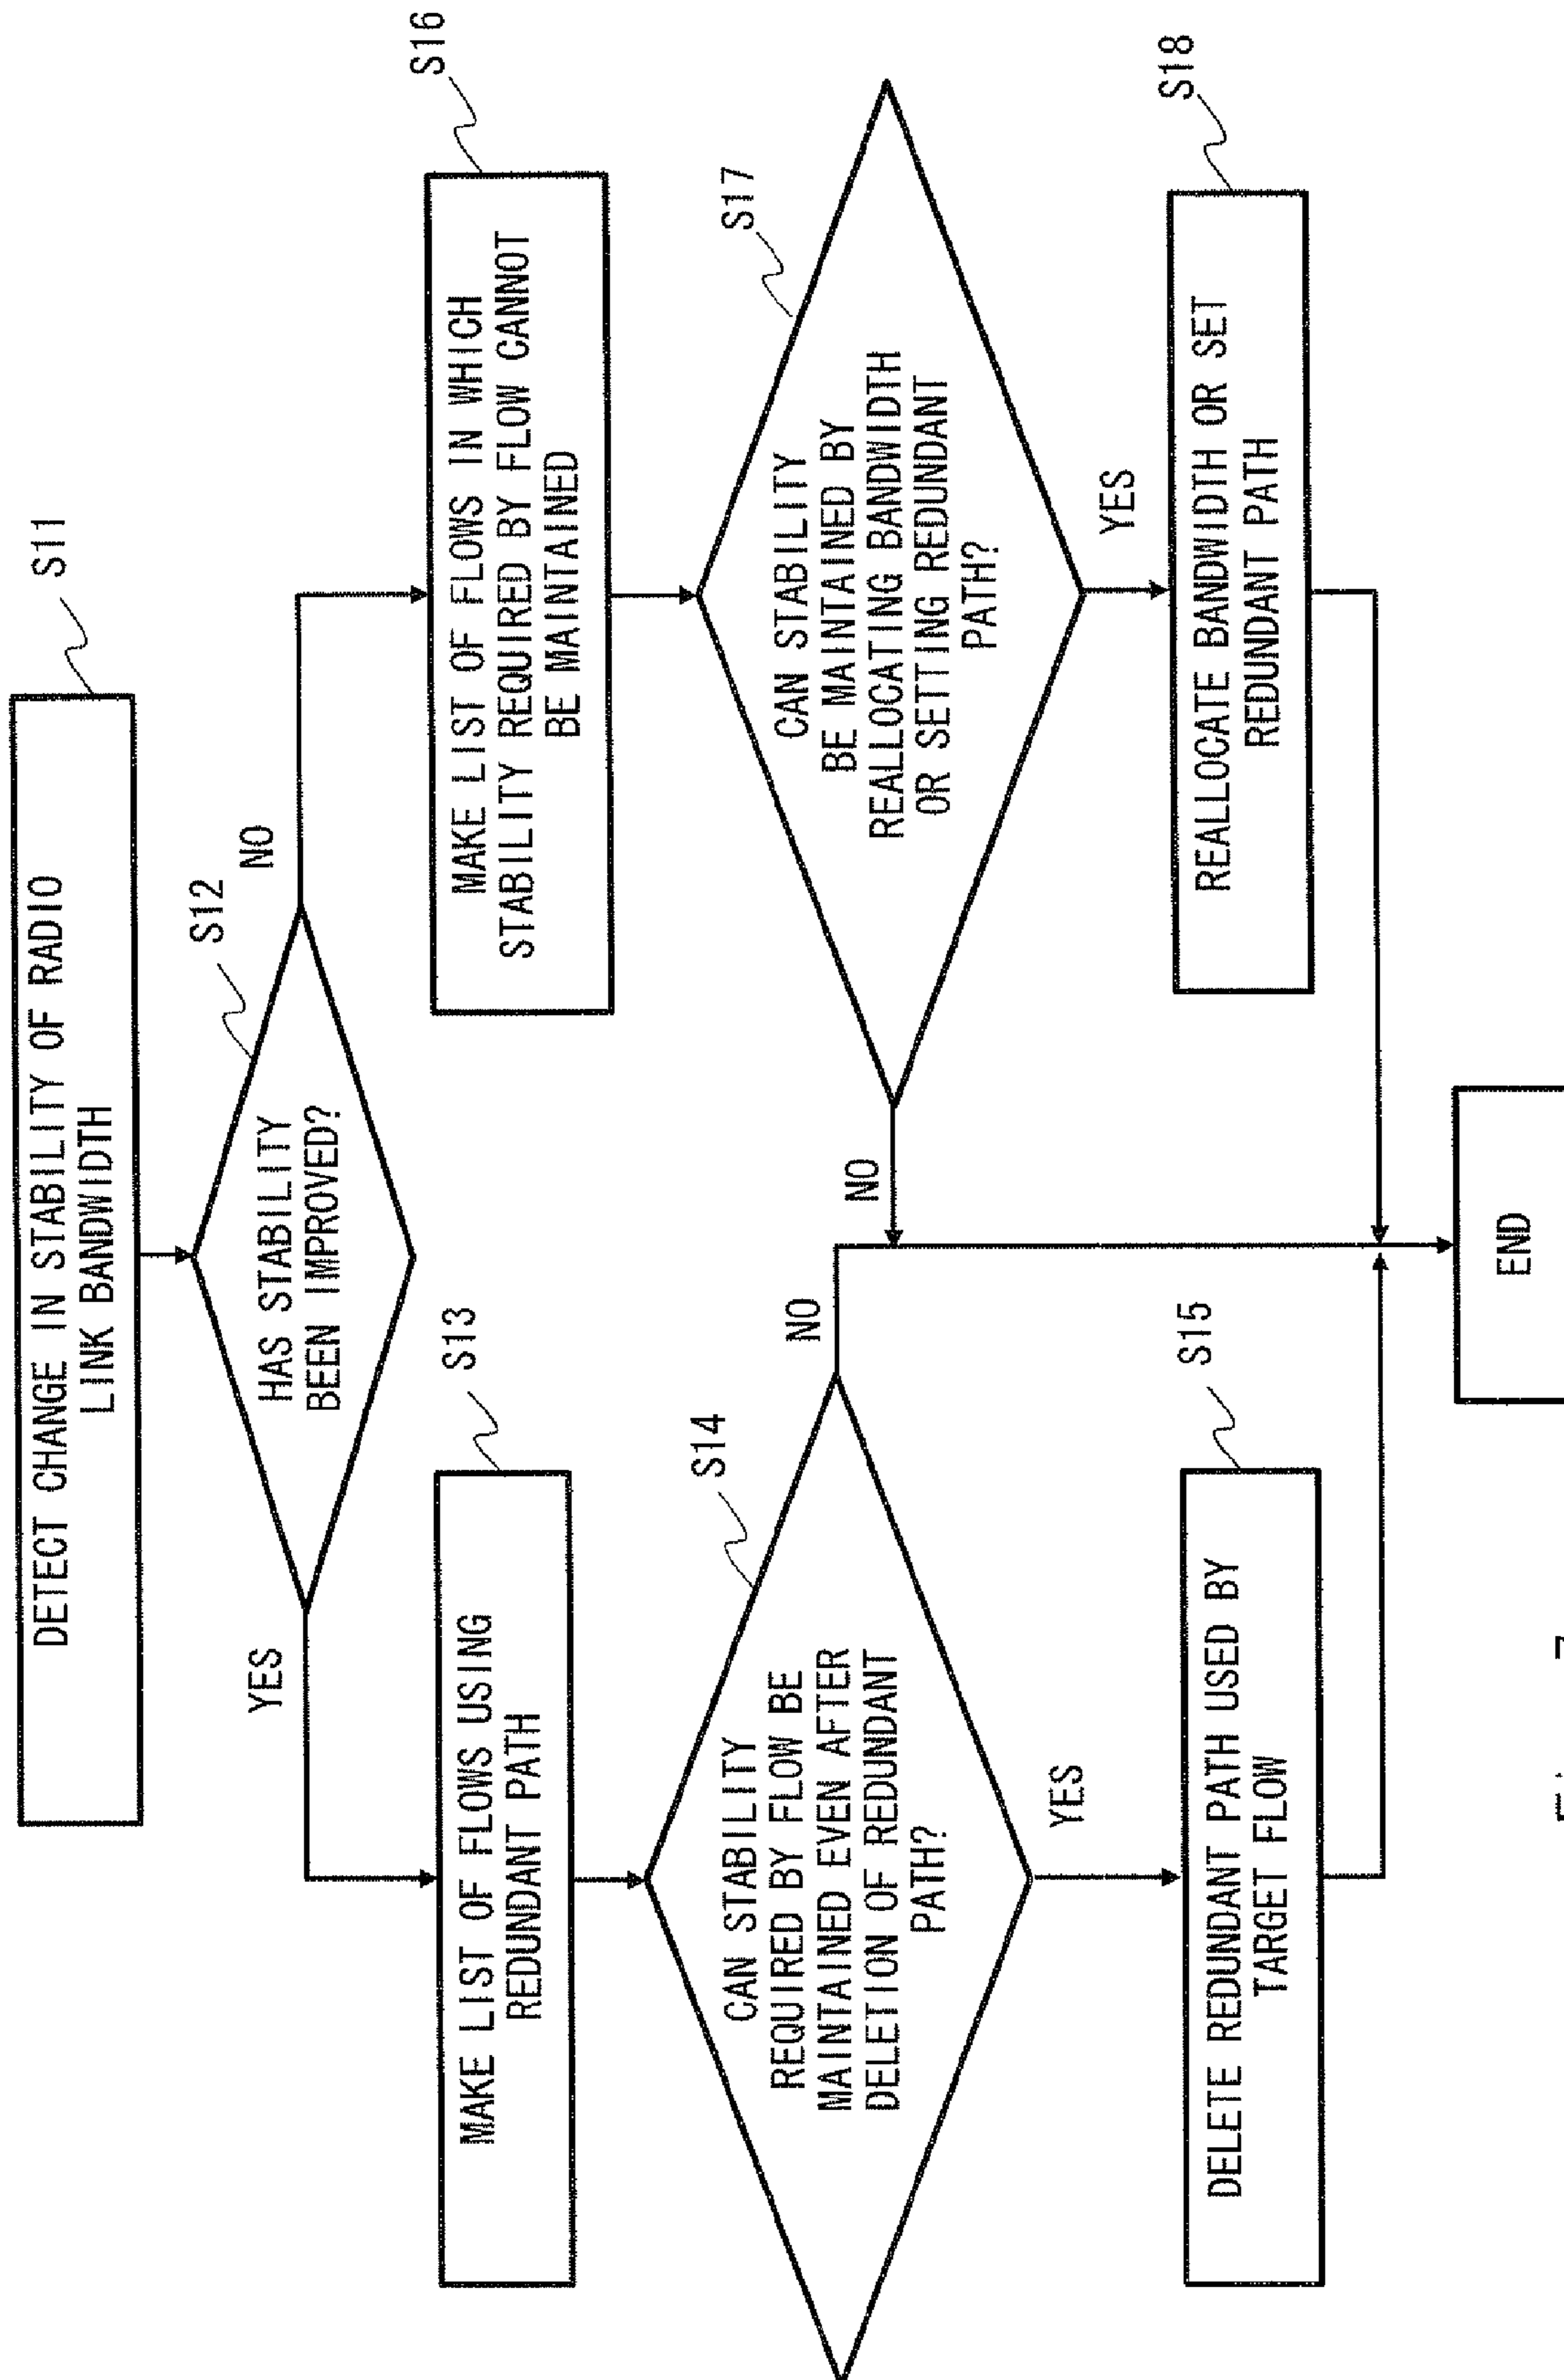 DETECT CHANGE IN STABILITY OF RADIO
LINK BANDWIDTH
S11
HAS STABILITY
BEEN IMPROVED?
S12
YES
NO
MAKE LIST OF FLOWS USING
REDUNDANT PATH
S13
CAN STABILITY
REQUIRED BY FLOW BE
MAINTAINED EVEN AFTER
DELETION OF REDUNDANT
PATH?
S14
NO
YES
DELETE REDUNDANT PATH USED BY
TARGET FLOW
S15
MAKE LIST OF FLOWS IN WHICH
STABILITY REQUIRED BY FLOW CANNOT
BE MAINTAINED
S16
CAN STABILITY
BE MAINTAINED BY
REALLOCATING BANDWIDTH
OR SETTING REDUNDANT
PATH?
S17
NO
YES
REALLOCATE BANDWIDTH OR SET
REDUNDANT PATH
S18
END